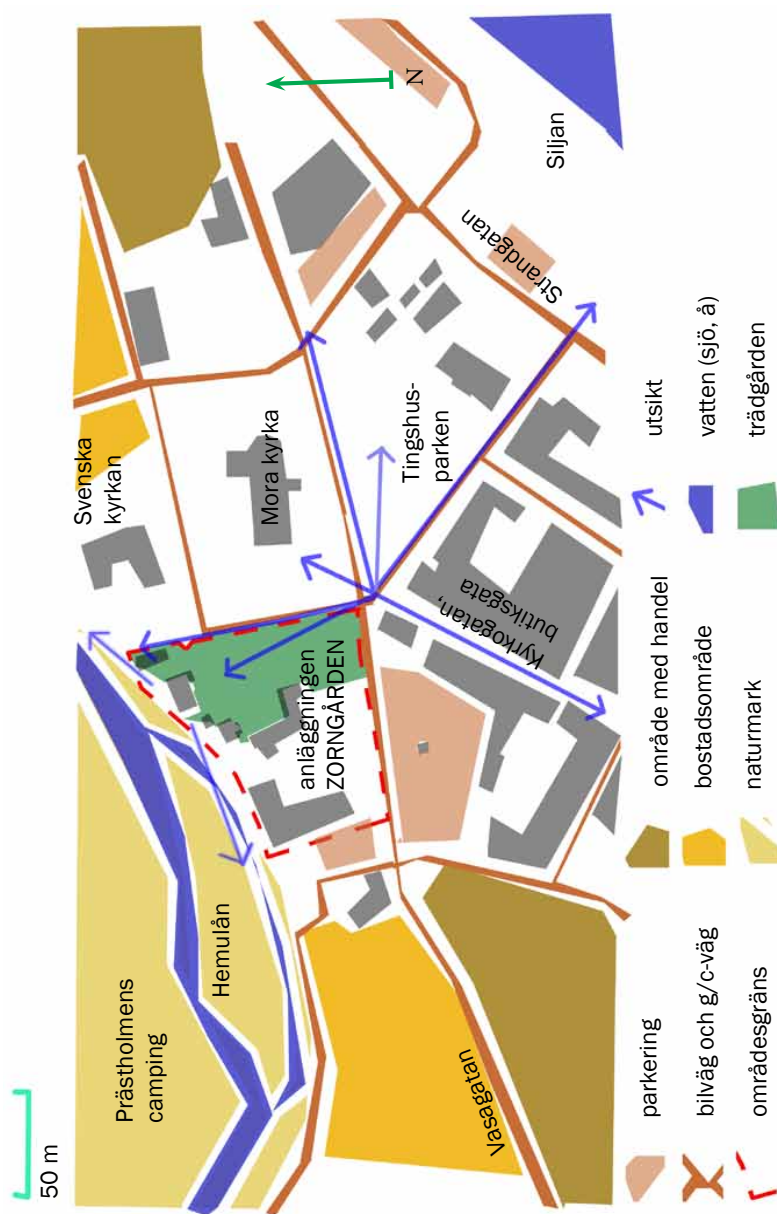 50 m
Prästholmens
camping
Hemulån
Svenska
kyrkan
Mora kyrka
anläggningen
ZORNGÅRDEN
N
Siljan
Strandgatan
Tingshus-
parken
Kyrkogatan,
butiksgata
Vasagatan
parkering
bilväg och g/c-väg
områdesgräns
område med handel
bostadsområde
naturmark
utsikt
vatten (sjö, å)
trädgården